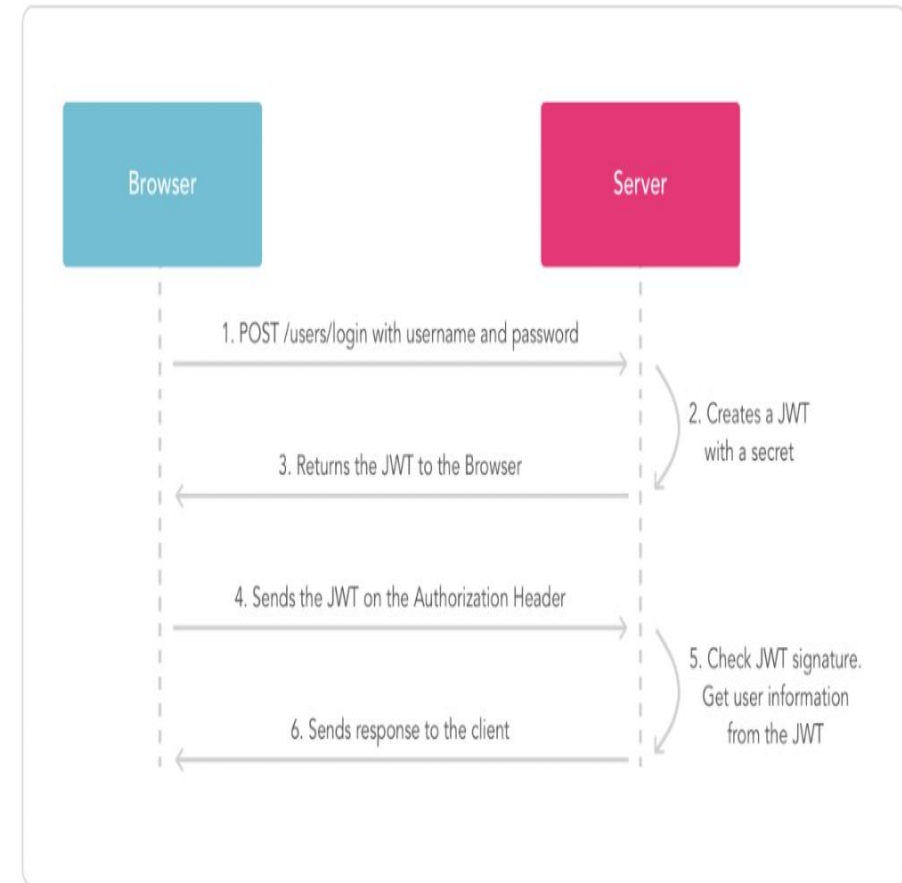 Browser
Server
1. POST /users/login with username and password
2. Creates a JWT
with a secret
3. Returns the JWT to the Browser
4. Sends the JWT on the Authorization Header
5. Check JWT signature.
Get user information
from the JWT
6. Sends response to the client